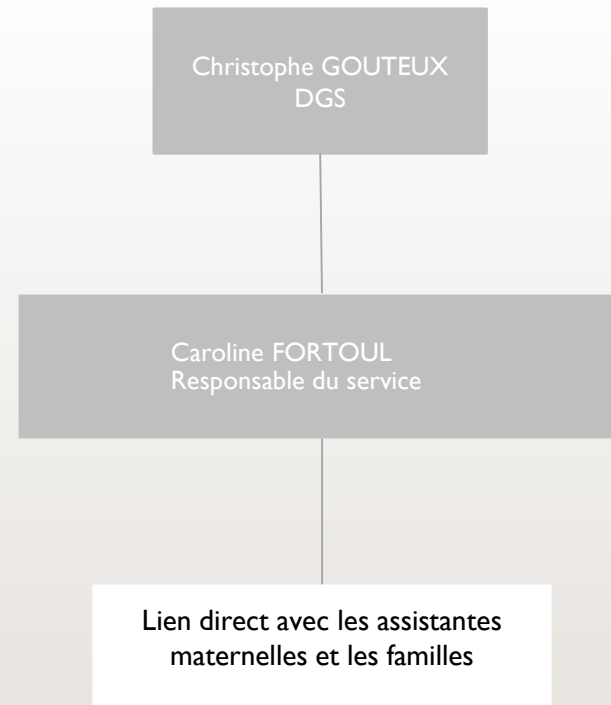 Christophe GOUTEUX
DGS
Caroline FORTOUL
Responsable du service
Lien direct avec les assistantes
maternelles et les familles